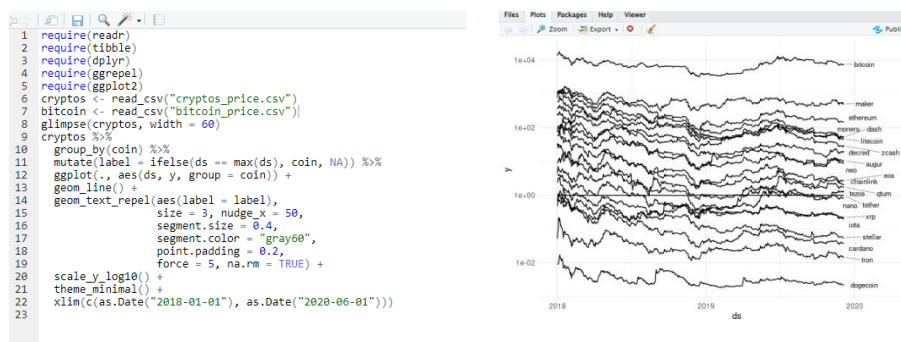 1 require(readr)
2 require(tibble)
3 require(dplyr)
4 require(ggrepel)
5 require(ggplot2)
6 cryptos <- read_csv("cryptos_price.csv")
7 bitcoin <- read_csv("bitcoin_price.csv")
8 glimpse(cryptos, width = 60)
9 cryptos %>%
10 group_by(coin) %>%
11 mutate(label = ifelse(ds == max(ds), coin, NA)) %>%
12 ggplot(., aes(ds, y, group = coin)) +
13 geom_line() +
14 geom_text_repel(aes(label = label),
15 size = 3, nudge_x = 50,
16 segment.size = 0.4,
17 segment.color = "gray60",
18 point.padding = 0.2,
19 force = 5, na.rm = TRUE) +
20 scale_y_log10() +
21 theme_minimal() +
22 xlim(c(as.Date("2018-01-01"), as.Date("2020-06-01")))
23
Files Plots Packages Help Viewer
Zoom Export Publi
1e+04
1e+02
1e+00
1e-02
y
bitcoin
maker
ethereum
monero dash
litecoin
decred zcash
augur
neo
eos
chainlink
tezos qtum
nano tether
xrp
iota
stellar
cardano
tron
dogecoin
2018 2019 2020
ds